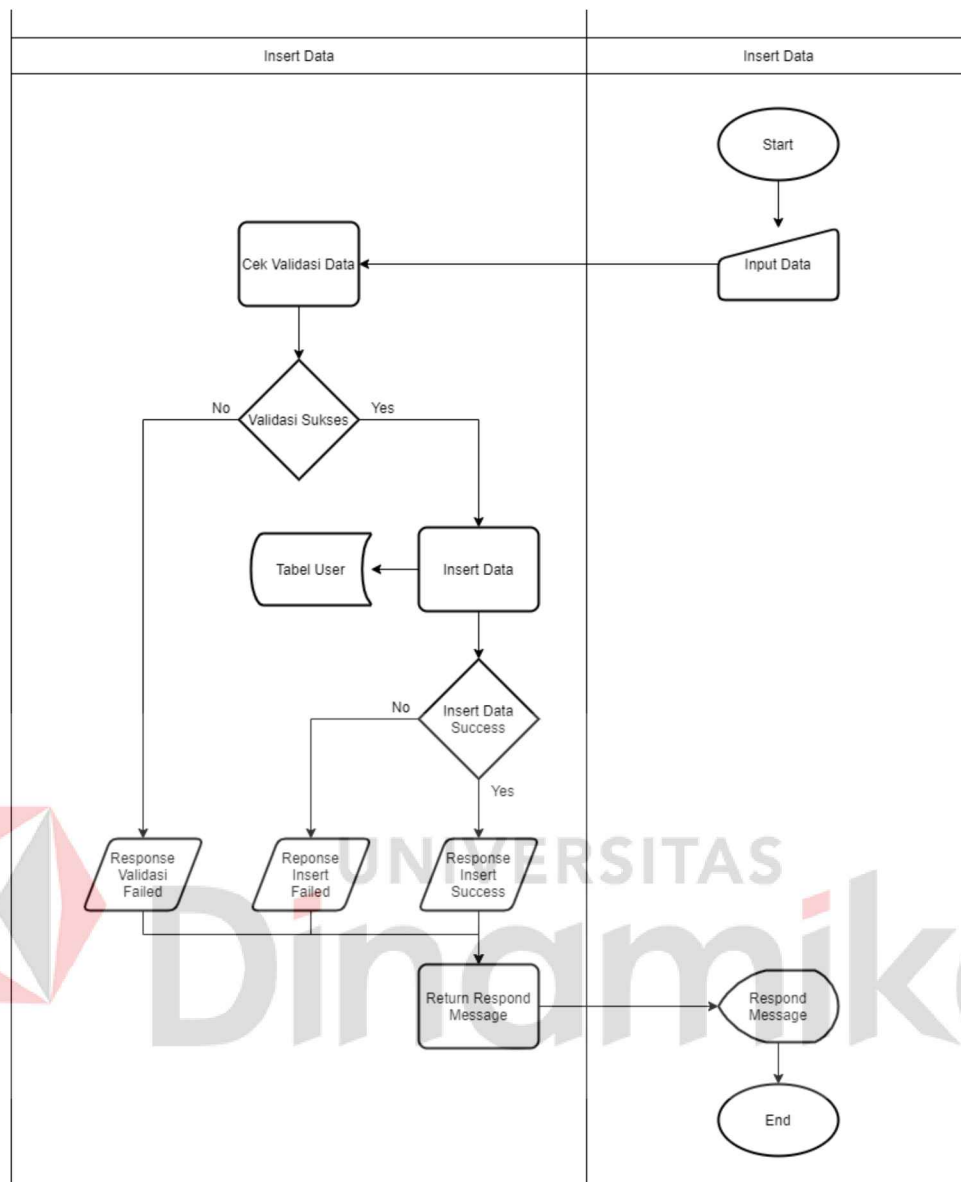 Insert Data
Insert Data
Start
Input Data
Cek Validasi Data
Validasi Sukses
No
Yes
Insert Data
Tabel User
Insert Data
Success
No
Yes
Response
Validasi
Failed
Reponse
Insert
Failed
Response
Insert
Success
UNIVERSITAS
Dinamika
Return Respond
Message
Respond
Message
End